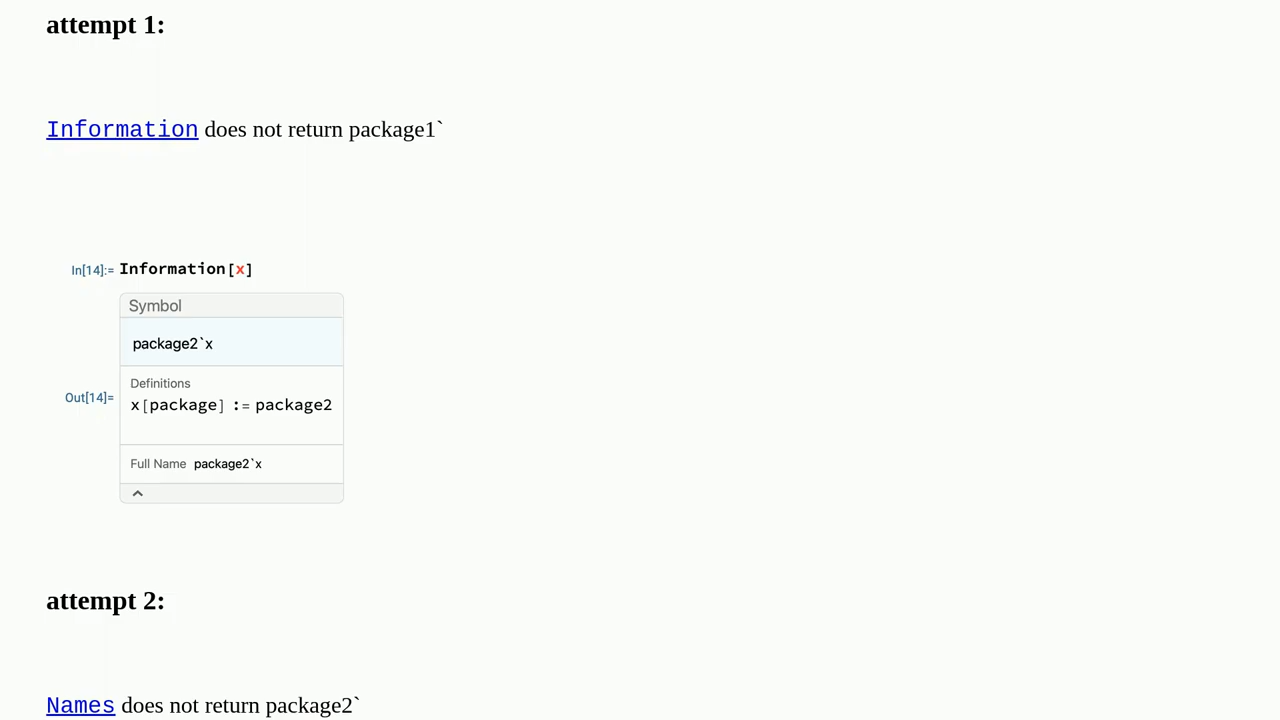 attempt 1:
Information does not return package1`
In[14]:= Information[x]
Symbol
package2`x
Definitions
Out[14]=
x[package] := package2
Full Name package2`x
attempt 2:
Names does not return package2`